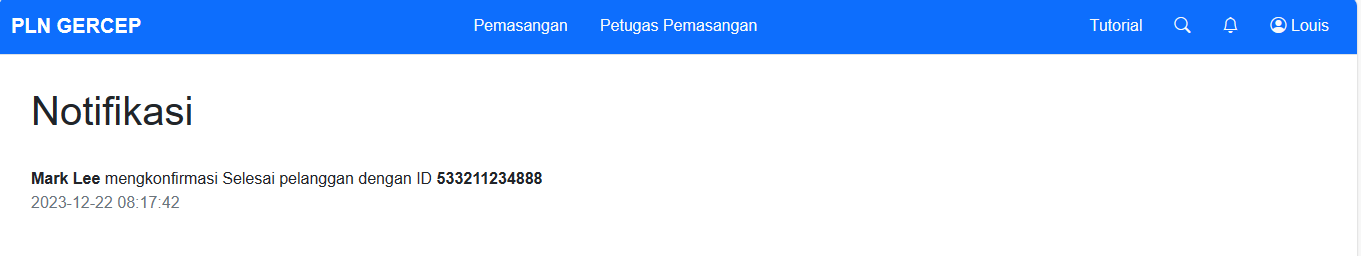 PLN GERCEP Pemasangan Petugas Pemasangan Tutorial Louis
Notifikasi
Mark Lee mengkonfirmasi Selesai pelanggan dengan ID 533211234888
2023-12-22 08:17:42